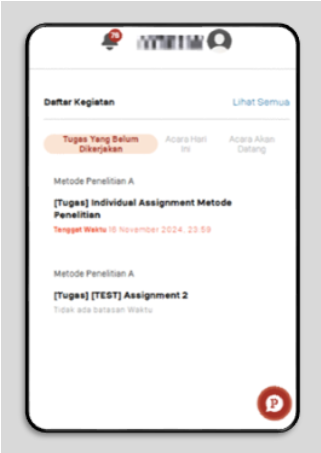 76
Daftar Kegiatan
Lihat Semua
Tugas Yang Belum
Dikerjakan
Acara Hari
Ini
Acara Akan
Datang
Metode Penelitian A
[Tugas] Individual Assignment Metode
Penelitian
Tenggat Waktu 16 November 2024, 23:59
Metode Penelitian A
[Tugas] [TEST] Assignment 2
Tidak ada batasan Waktu
P